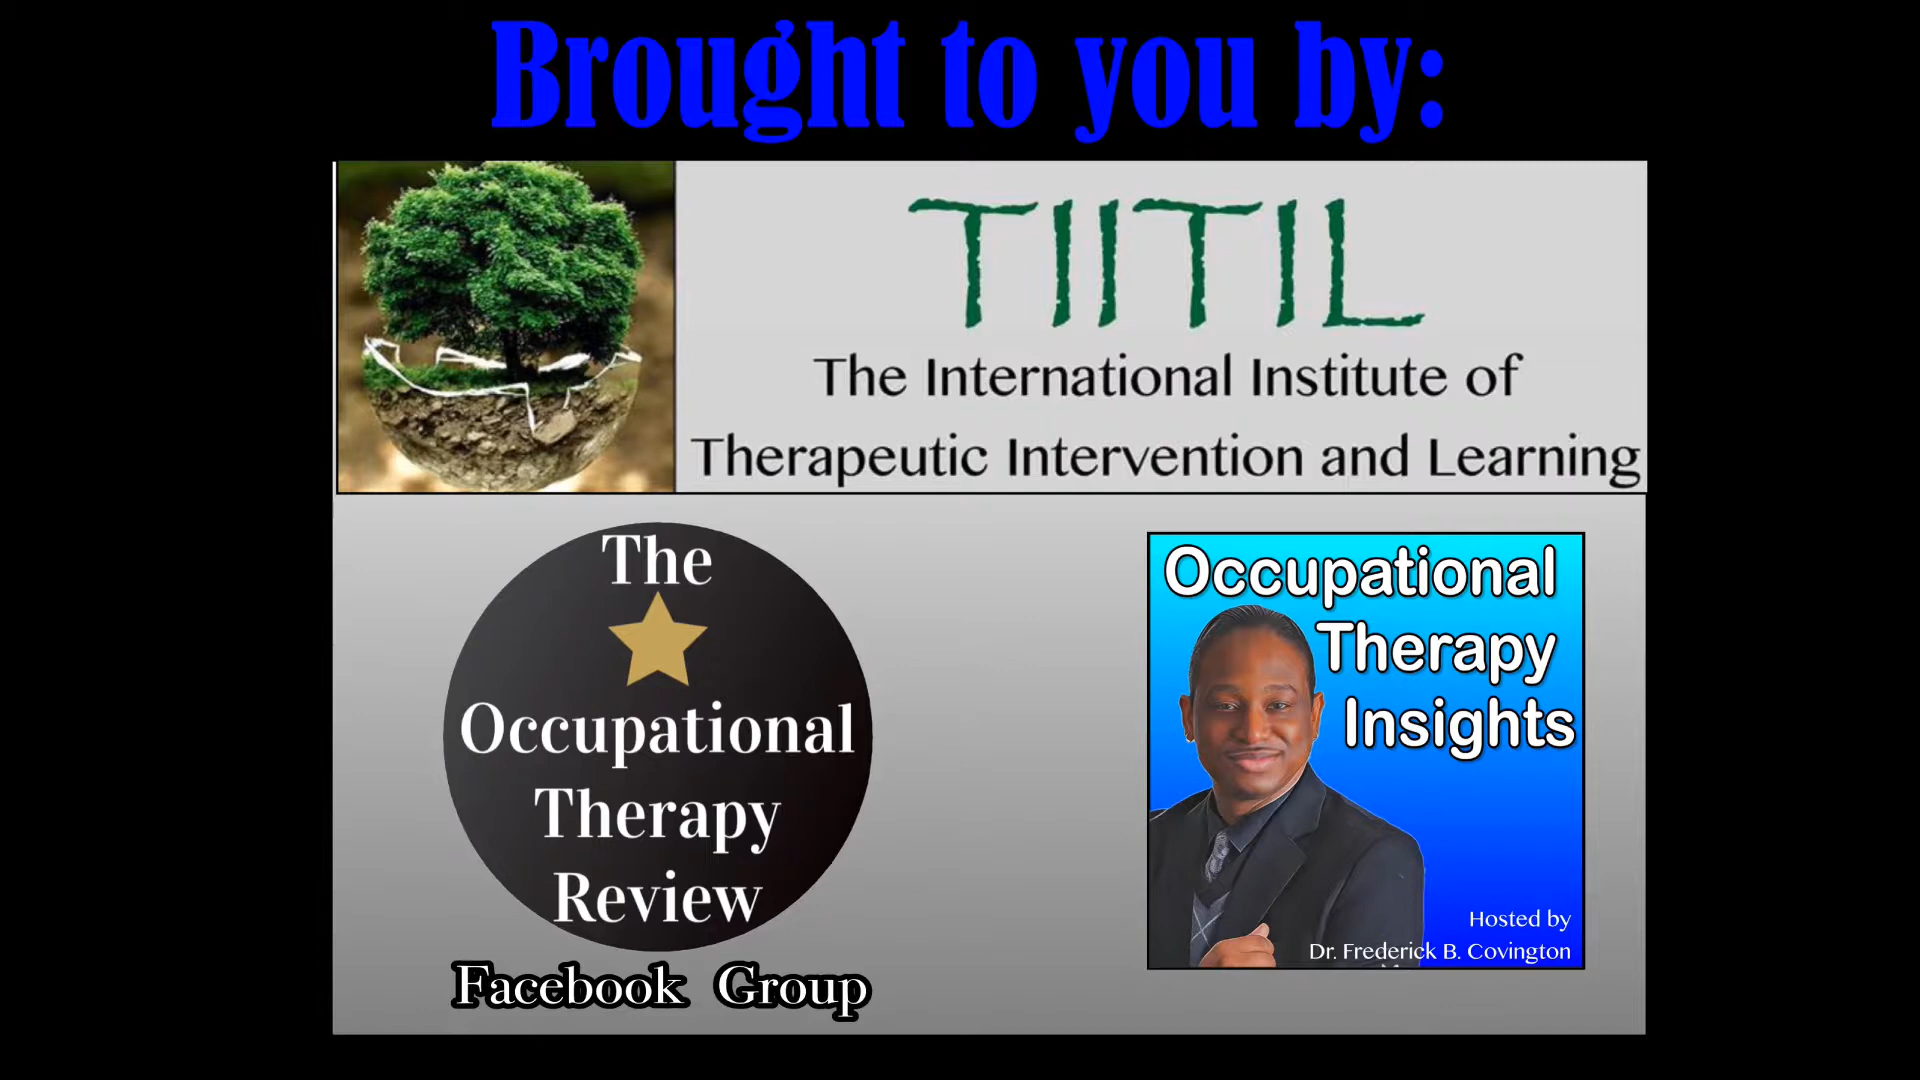 Brought to you by:
TIITIL
The International Institute of
Therapeutic Intervention and Learning
The
Occupational
Therapy
Review
Facebook Group
Occupational
Therapy
Insights
Hosted by
Dr. Frederick B. Covington